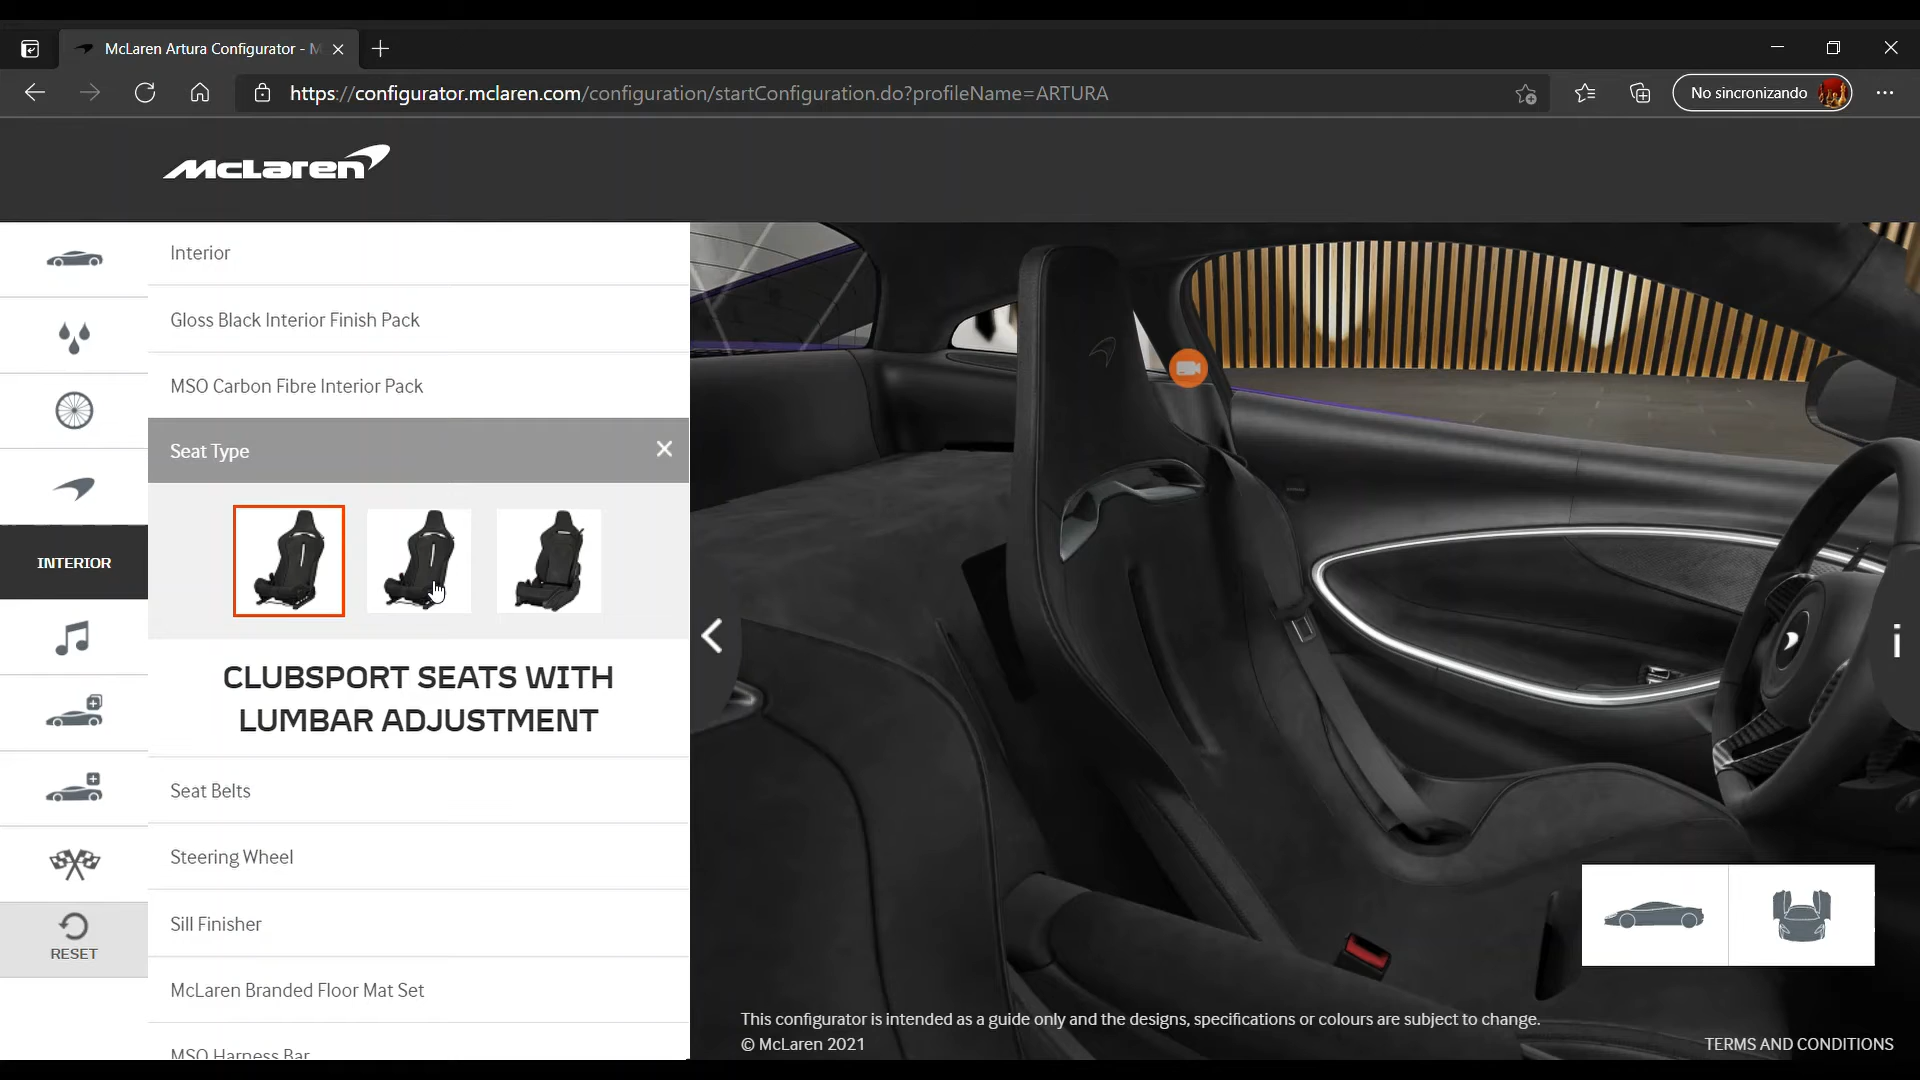 McLaren Artura Configurator - M
https://configurator.mclaren.com/configuration/startConfiguration.do?profileName=ARTURA
No sincronizando
McLaren
Interior
Gloss Black Interior Finish Pack
MSO Carbon Fibre Interior Pack
Seat Type
INTERIOR
CLUBSPORT SEATS WITH
LUMBAR ADJUSTMENT
Seat Belts
Steering Wheel
Sill Finisher
RESET
McLaren Branded Floor Mat Set
MSO Harness Bar
i
This configurator is intended as a guide only and the designs, specifications or colours are subject to change.
© McLaren 2021
TERMS AND CONDITIONS